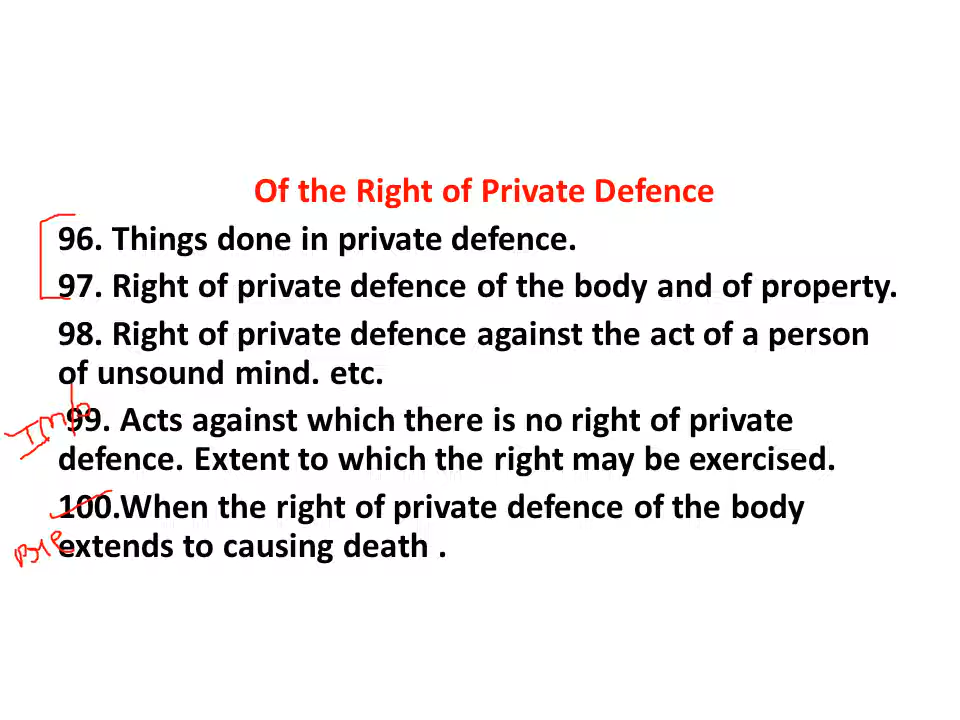 Of the Right of Private Defence
96. Things done in private defence.
97. Right of private defence of the body and of property.
98. Right of private defence against the act of a person
of unsound mind. etc.
Imp
99. Acts against which there is no right of private
defence. Extent to which the right may be exercised.
100.When the right of private defence of the body
extends to causing death .